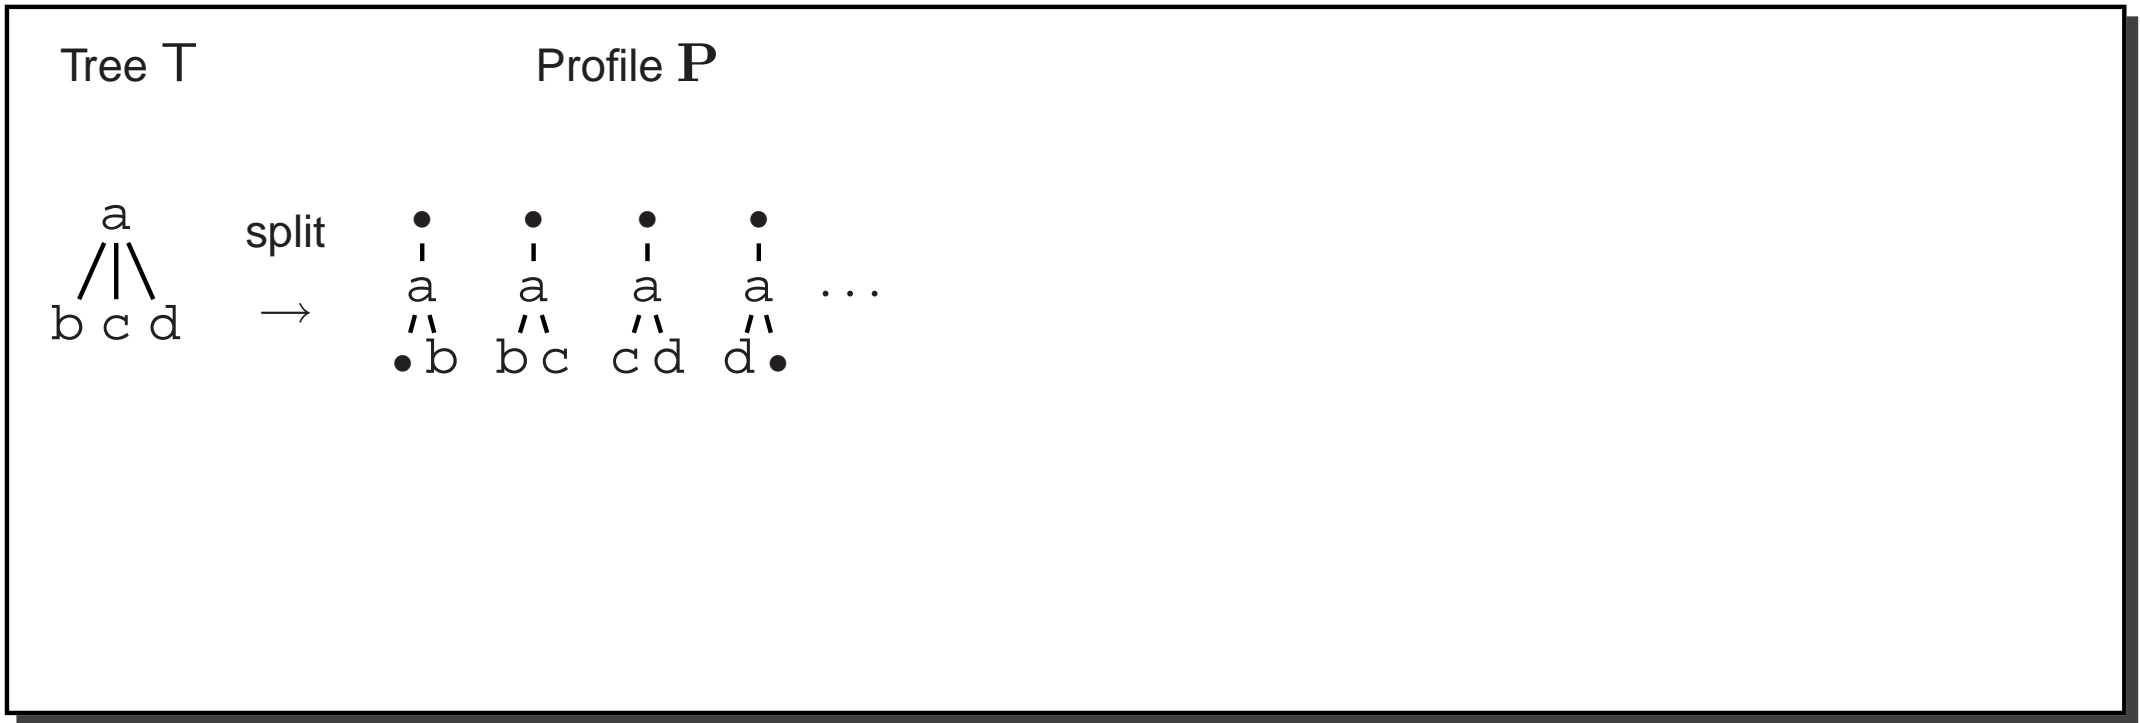 Tree T Profile P
a
split
• • • •
a a a a ...
→
b c d
• b b c c d d •